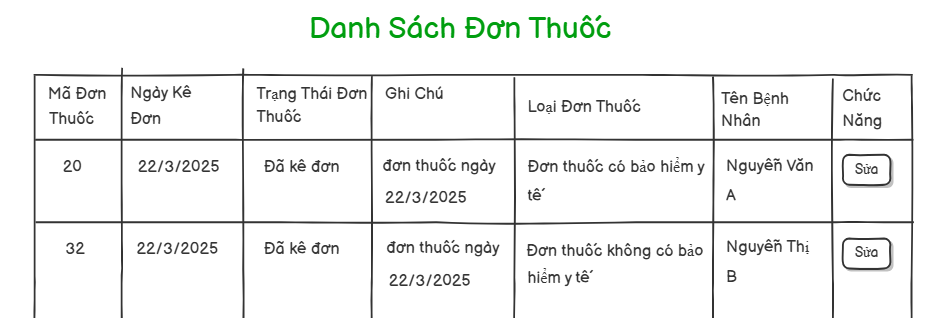 Danh Sách Đơn Thuốc
Mã Đơn
Thuốc
Ngày Kê
Đơn
Trạng Thái Đơn
Thuốc
Ghi Chú
Loại Đơn Thuốc
Tên Bệnh
Nhân
Chức
Năng
20
22/3/2025
Đã kê đơn
đơn thuốc ngày
22/3/2025
Đơn thuốc có bảo hiểm y
tế
Nguyễn Văn
A
Sửa
32
22/3/2025
Đã kê đơn
đơn thuốc ngày
22/3/2025
Đơn thuốc không có bảo
hiểm y tế
Nguyễn Thị
B
Sửa